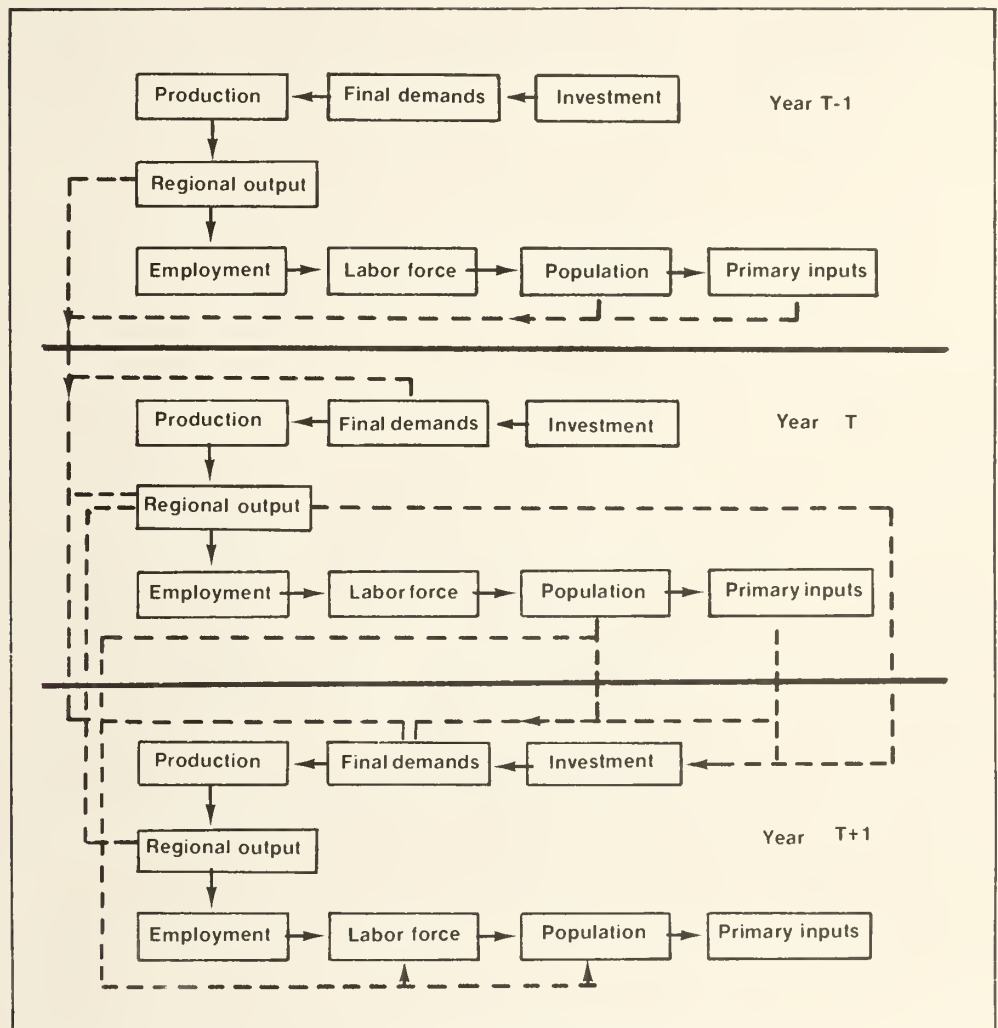 Production Final demands Investment Year T-1
Regional output
Employment Labor force Population Primary inputs
Production Final demands Investment Year T
Regional output
Employment Labor force Population Primary inputs
Production Final demands Investment
Regional output Year T+1
Employment Labor force Population Primary inputs